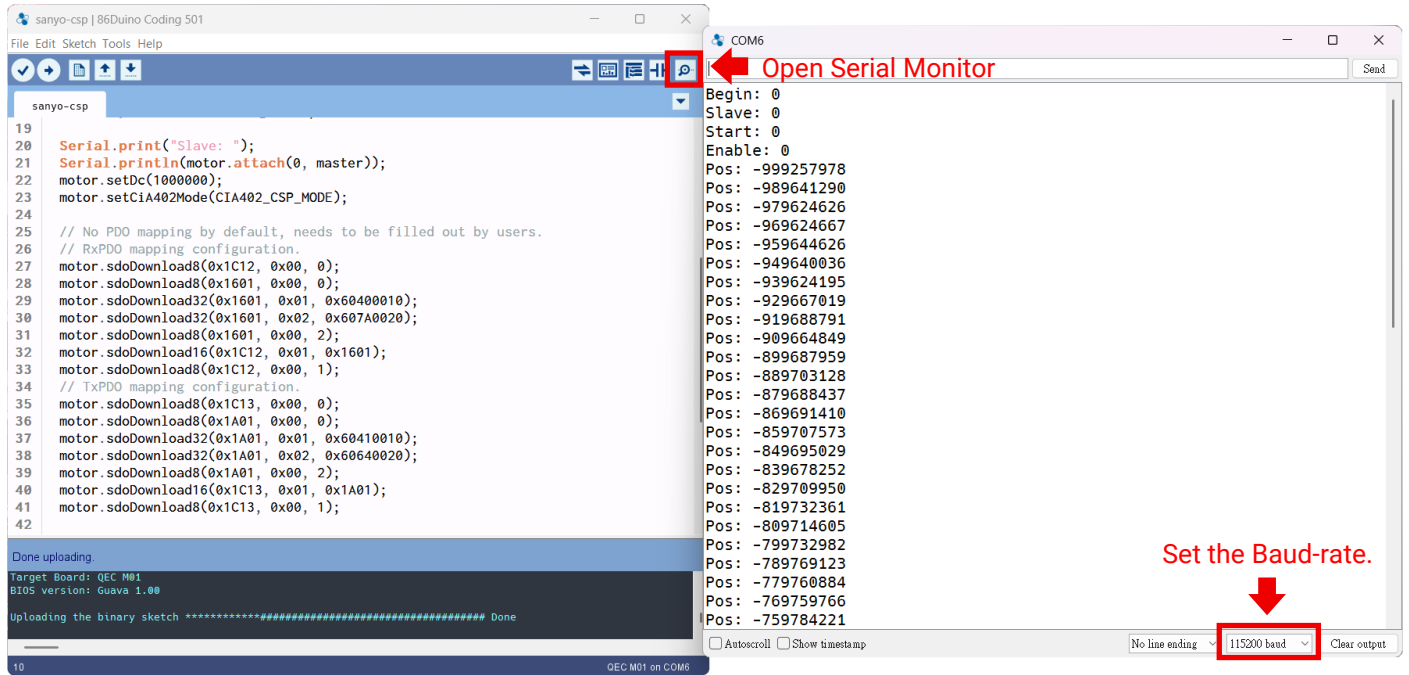 sanyo-csp | 86Duino Coding 501
File Edit Sketch Tools Help
sanyo-csp
19
20 Serial.print("Slave: ");
21 Serial.println(motor.attach(0, master));
22 motor.setDc(1000000);
23 motor.setCiA402Mode(CIA402_CSP_MODE);
24
25 // No PDO mapping by default, needs to be filled out by users.
26 // RxPDO mapping configuration.
27 motor.sdoDownload8(0x1C12, 0x00, 0);
28 motor.sdoDownload8(0x1601, 0x00, 0);
29 motor.sdoDownload32(0x1601, 0x01, 0x60400010);
30 motor.sdoDownload32(0x1601, 0x02, 0x607A0020);
31 motor.sdoDownload8(0x1601, 0x00, 2);
32 motor.sdoDownload16(0x1C12, 0x01, 0x1601);
33 motor.sdoDownload8(0x1C12, 0x00, 1);
34 // TxPDO mapping configuration.
35 motor.sdoDownload8(0x1C13, 0x00, 0);
36 motor.sdoDownload8(0x1A01, 0x00, 0);
37 motor.sdoDownload32(0x1A01, 0x01, 0x60410010);
38 motor.sdoDownload32(0x1A01, 0x02, 0x60640020);
39 motor.sdoDownload8(0x1A01, 0x00, 2);
40 motor.sdoDownload16(0x1C13, 0x01, 0x1A01);
41 motor.sdoDownload8(0x1C13, 0x00, 1);
42
Done uploading.
Target Board: QEC M01
BIOS version: Guava 1.00
Uploading the binary sketch ************#################################### Done
10 QEC M01 on COM6
COM6
Open Serial Monitor
Send
Begin: 0
Slave: 0
Start: 0
Enable: 0
Pos: -999257978
Pos: -989641290
Pos: -979624626
Pos: -969624667
Pos: -959644626
Pos: -949640036
Pos: -939624195
Pos: -929667019
Pos: -919688791
Pos: -909664849
Pos: -899687959
Pos: -889703128
Pos: -879688437
Pos: -869691410
Pos: -859707573
Pos: -849695029
Pos: -839678252
Pos: -829709950
Pos: -819732361
Pos: -809714605
Pos: -799732982
Pos: -789769123
Pos: -779760884
Pos: -769759766
Pos: -759784221
Set the Baud-rate.
Autoscroll Show timestamp No line ending 115200 baud Clear output